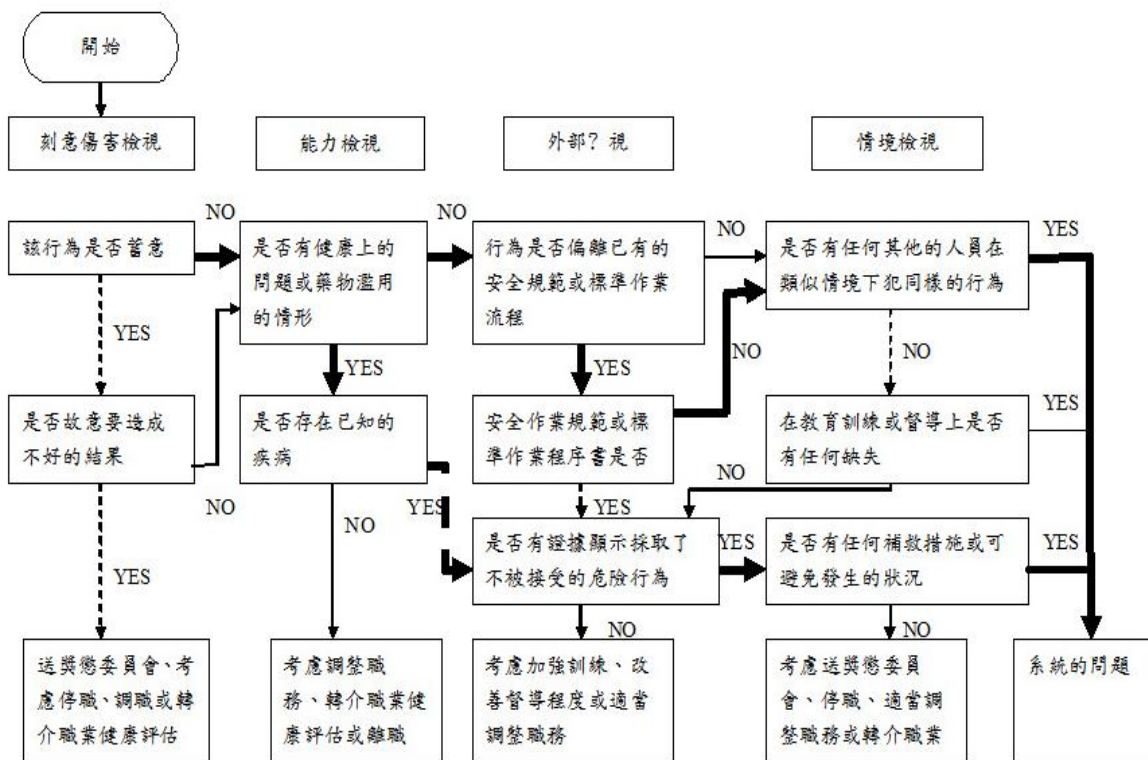 開始
刻意傷害檢視
能力檢視
外部? 視
情境檢視
NO
NO
NO
YES
該行為是否蓄意
是否有健康上的
問題或藥物濫用
的情形
行為是否偏離已有的
安全規範或標準作業
流程
是否有任何其他的人員在
類似情境下犯同樣的行為
YES
YES
YES
NO
NO
是否故意要造成
不好的結果
是否存在已知的
疾病
安全作業規範或標
準作業程序書是否
在教育訓練或督導上是否
有任何缺失
YES
NO
NO
YES
YES
NO
是否有證據顯示採取了
不被接受的危險行為
YES
是否有任何補救措施或可
避免發生的狀況
YES
YES
NO
NO
送獎懲委員會、考
慮停職、調職或轉
介職業健康評估
考慮調整職
務、轉介職業健
康評估或離職
考慮加強訓練、改
善督導程度或適當
調整職務
考慮送獎懲委員
會、停職、適當調
整職務或轉介職業
系統的問題